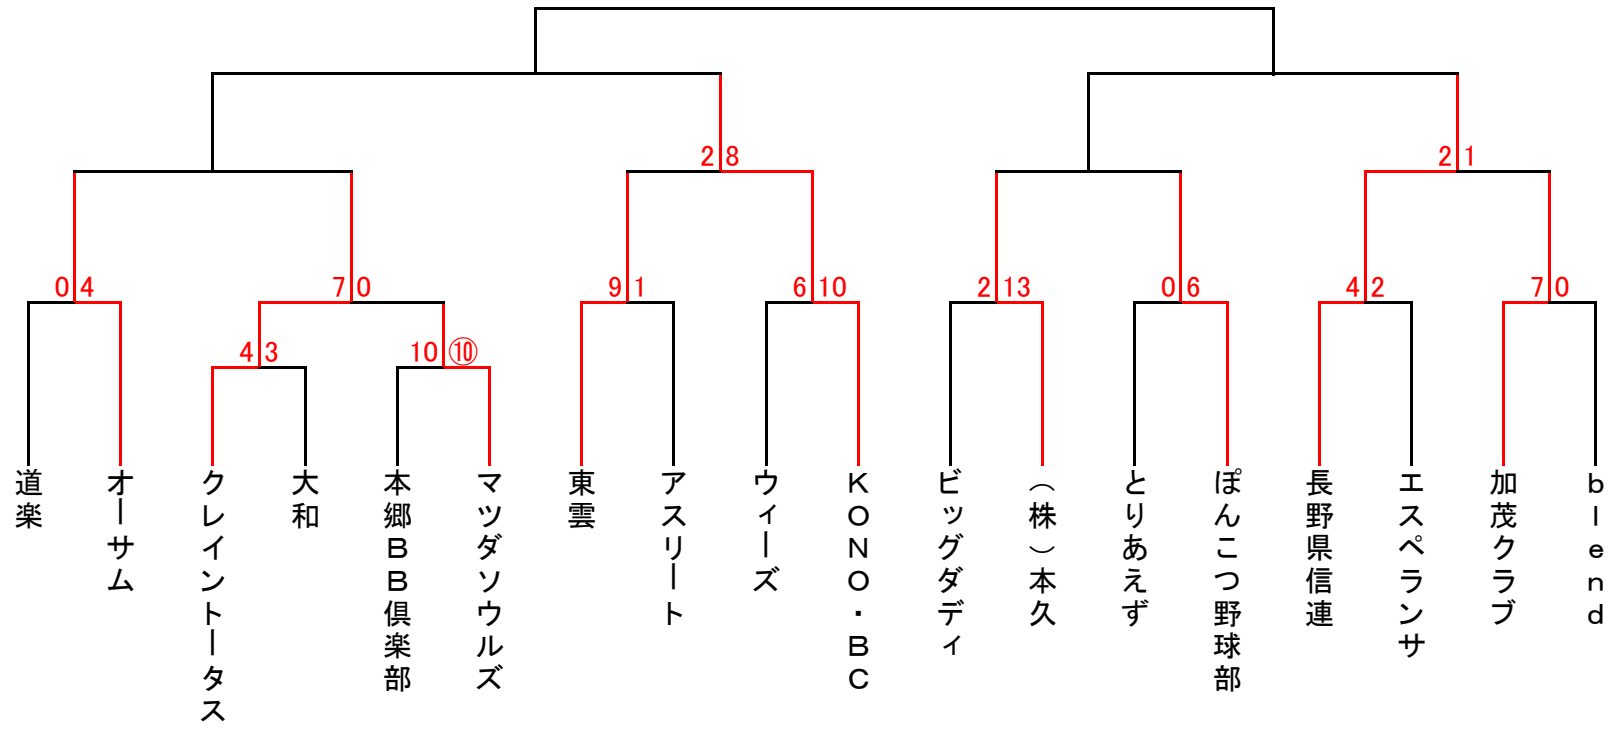 2 8
2 1
0 4
7 0
9 1
6 10
2 13
0 6
4 2
7 0
4 3
10 ⑩
道楽
オーサム
クレイントータス
大和
本郷BB倶楽部
マツダソウルズ
東雲
アスリート
ウィーズ
KONO・BC
ビッグダディ
（株）本久
とりあえず
ぽんこつ野球部
長野県信連
エスペランサ
加茂クラブ
blend